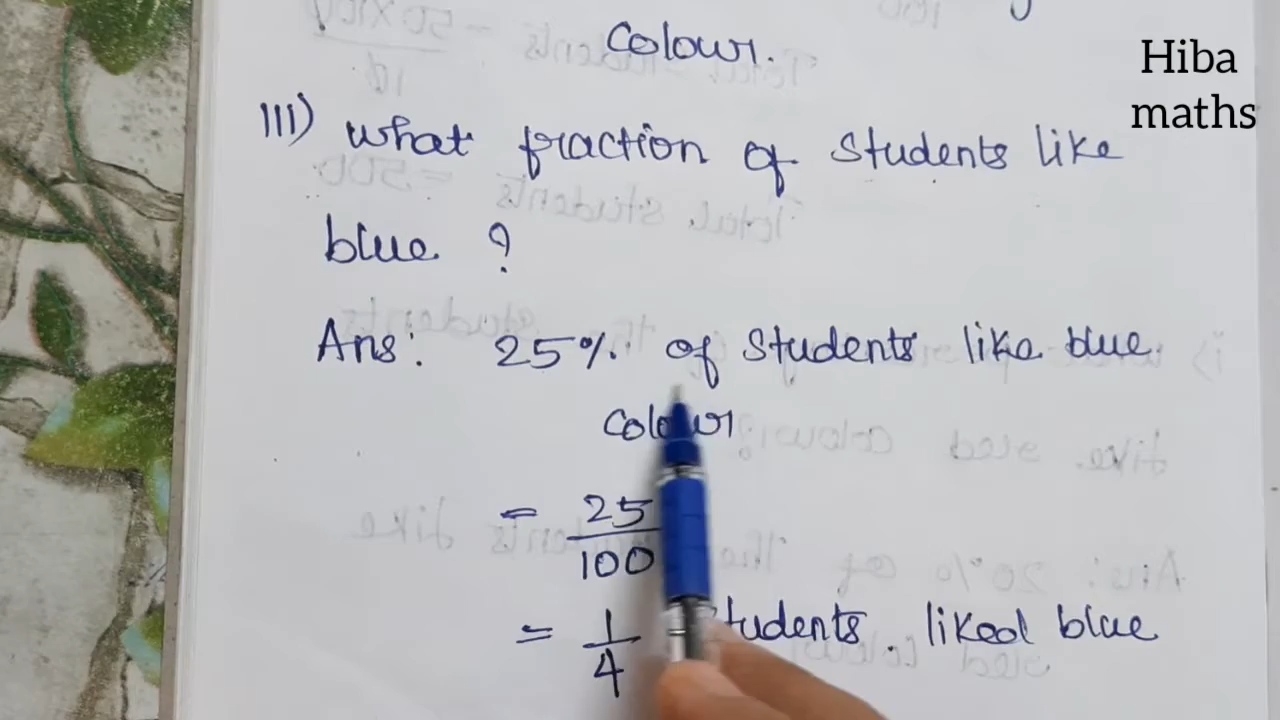 Colour.
Hiba
maths
III) What fraction of students like
blue ?
Ans: 25% of students like blue
colour
= 25
100
= 1 students liked blue
4